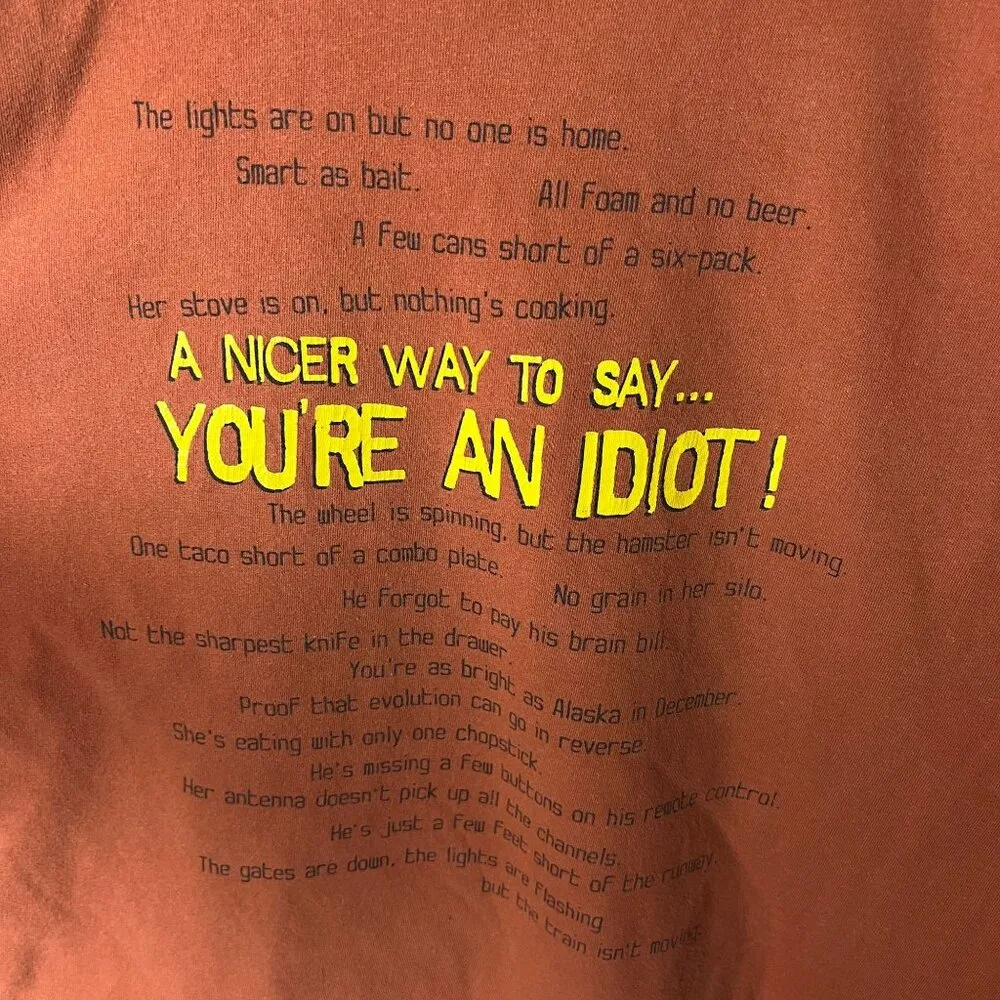 The lights are on but no one is home.
Smart as bait.
All foam and no beer.
A few cans short of a six-pack.
Her stove is on, but nothing's cooking.
A NICER WAY TO SAY...
YOU'RE AN IDIOT!
The wheel is spinning, but the hamster isn't moving.
One taco short of a combo plate.
No grain in her silo.
He forgot to pay his brain bill.
Not the sharpest knife in the drawer.
You're as bright as Alaska in December.
Proof that evolution can go in reverse.
She's eating with only one chopstick.
He's missing a few buttons on his remote control.
Her antenna doesn't pick up all the channels.
He's just a few feet short of the runway.
The gates are down, the lights are flashing
but the train isn't moving.